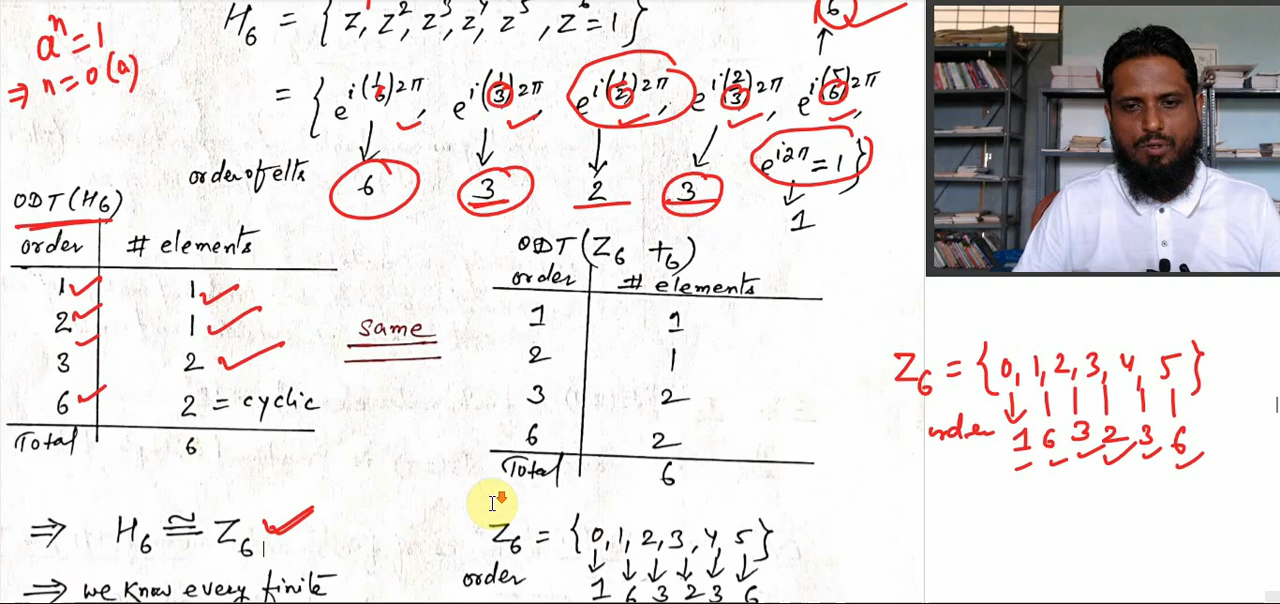 H₆ = { z¹, z², z³, z⁴, z⁵, z⁶ = 1 }
6
aⁿ = 1
⇒ n = 0(a)
= { e^{i(1/6)2π}, e^{i(1/3)2π}, e^{i(1/2)2π}, e^{i(2/3)2π}, e^{i(5/6)2π},
e^{i2π} = 1 }
order of elts 6 3 2 3 1
ODT(H₆)
order # elements
1 1
2 1
3 2
6 2 = cyclic
Total 6
Same
ODT(Z₆ +₆)
order # elements
1 1
2 1
3 2
6 2
Total 6
Z₆ = { 0, 1, 2, 3, 4, 5 }
order 1 6 3 2 3 6
⇒ H₆ ≅ Z₆
Z₆ = { 0, 1, 2, 3, 4, 5 }
order 1 6 3 2 3 6
⇒ we know every finite